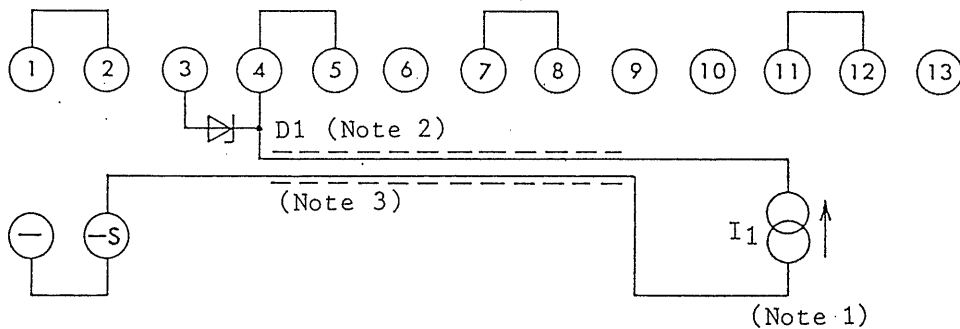 1 2 3 4 5 6 7 8 9 10 11 12 13
D1 (Note 2)
(Note 3)
— —S
I1
(Note 1)